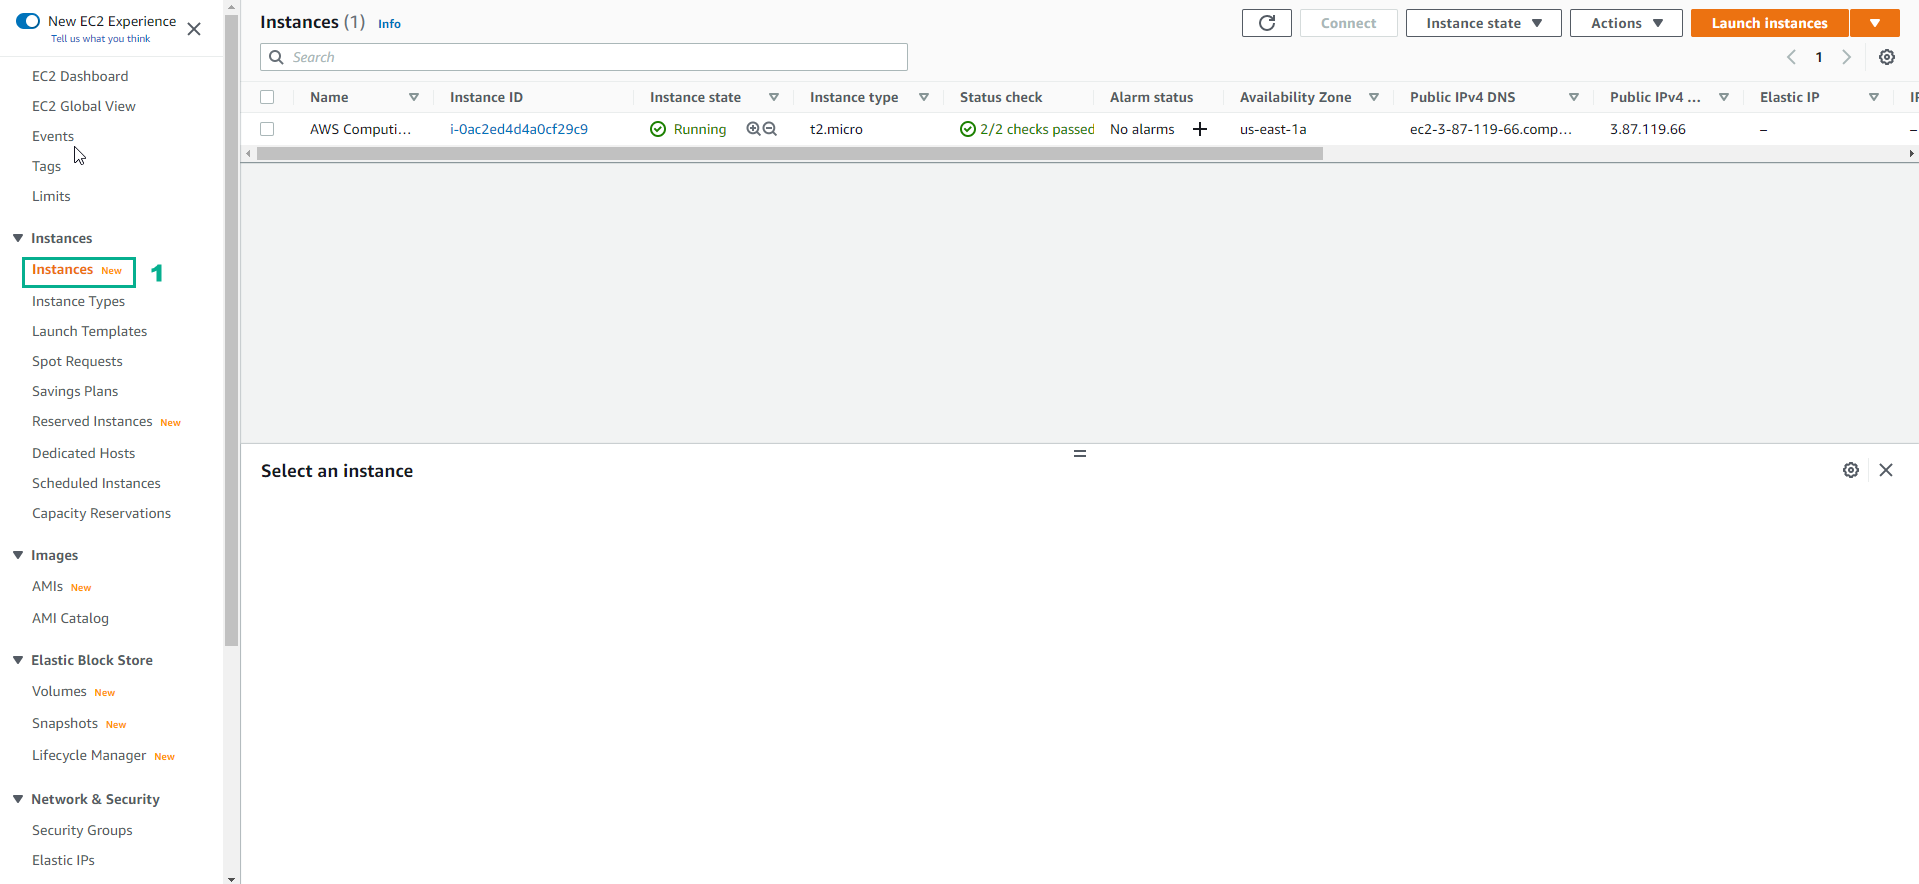 New EC2 Experience
Tell us what you think
EC2 Dashboard
EC2 Global View
Events
Tags
Limits
Instances
Instances New
1
Instance Types
Launch Templates
Spot Requests
Savings Plans
Reserved Instances New
Dedicated Hosts
Scheduled Instances
Capacity Reservations
Images
AMIs New
AMI Catalog
Elastic Block Store
Volumes New
Snapshots New
Lifecycle Manager New
Network & Security
Security Groups
Elastic IPs
Instances (1) Info
Connect Instance state Actions Launch instances
Search
1
Name Instance ID Instance state Instance type Status check Alarm status Availability Zone Public IPv4 DNS Public IPv4 ... Elastic IP
AWS Computi... i-0ac2ed4d4a0cf29c9 Running t2.micro 2/2 checks passed No alarms + us-east-1a ec2-3-87-119-66.comp... 3.87.119.66 – –
Select an instance